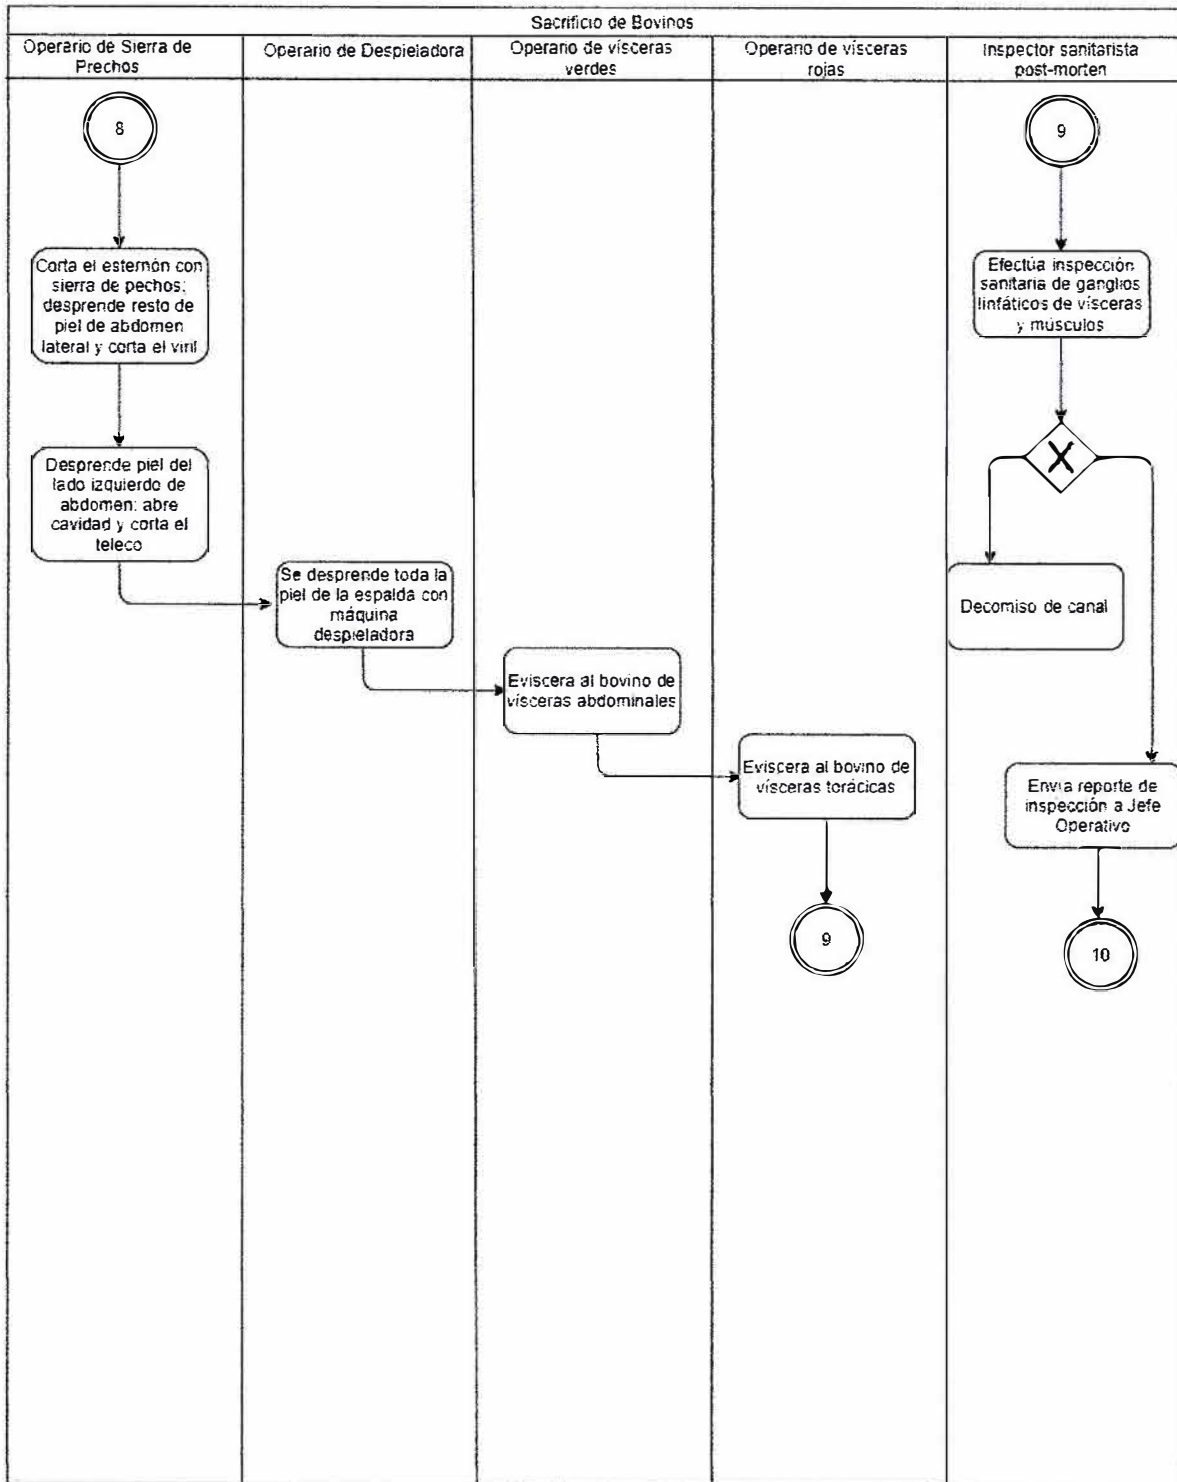 Sacrificio de Bovinos
Operario de Sierra de
Prechos
Operario de Despieladora
Operario de vísceras
verdes
Operario de vísceras
rojas
Inspector sanitarista
post-morten
8
Corta el esternón con
sierra de pechos;
desprende resto de
piel de abdomen
lateral y corta el viril
Desprende piel del
lado izquierdo de
abdomen; abre
cavidad y corta el
teleco
Se desprende toda la
piel de la espalda con
máquina
despieladora
Eviscera al bovino de
vísceras abdominales
Eviscera al bovino de
vísceras torácicas
9
9
Efectúa inspección
sanitaria de ganglios
linfáticos de vísceras
y músculos
X
Decomiso de canal
Envía reporte de
inspección a Jefe
Operativo
10